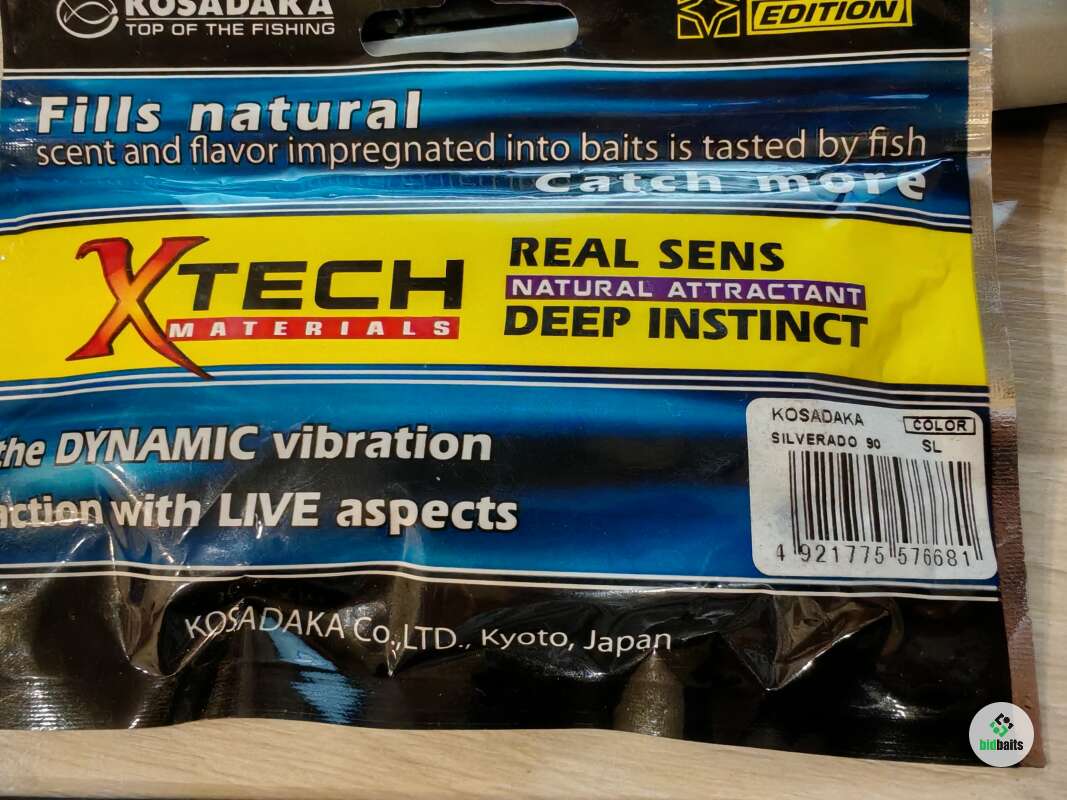 KOSADAKA
TOP OF THE FISHING
EDITION
Fills natural
scent and flavor impregnated into baits is tasted by fish
Catch more
XTECH
MATERIALS
REAL SENS
NATURAL ATTRACTANT
DEEP INSTINCT
the DYNAMIC vibration
action with LIVE aspects
KOSADAKA COLOR
SILVERADO 90 SL
4 921775 576681
KOSADAKA Co.,LTD., Kyoto, Japan
bidbaits